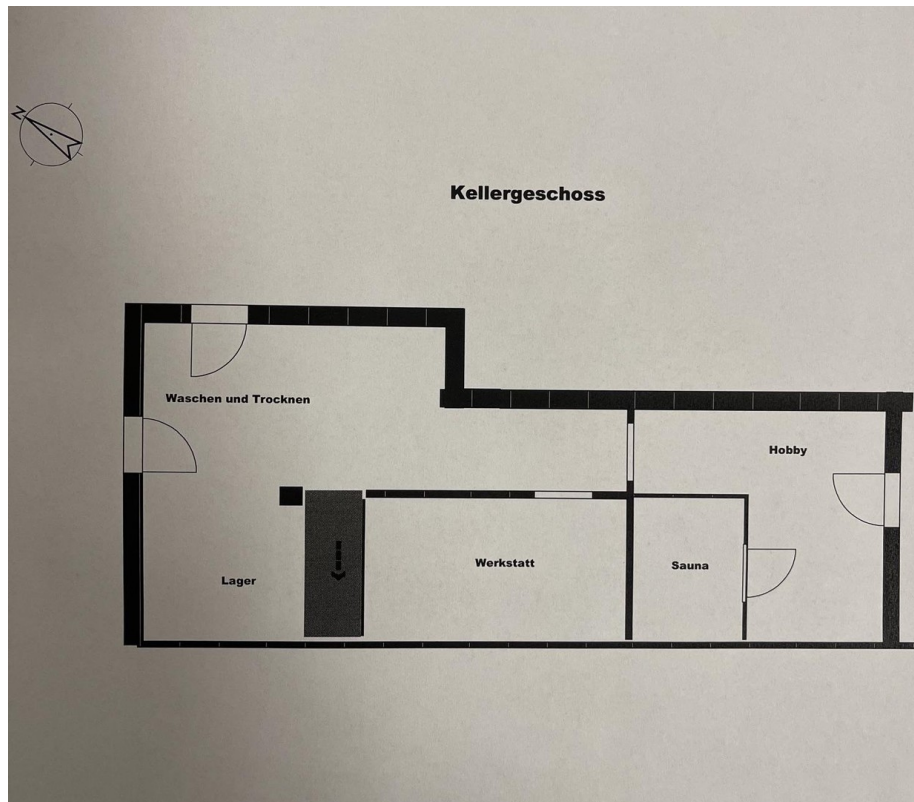 N
Kellergeschoss
Waschen und Trocknen
Hobby
Werkstatt
Sauna
Lager